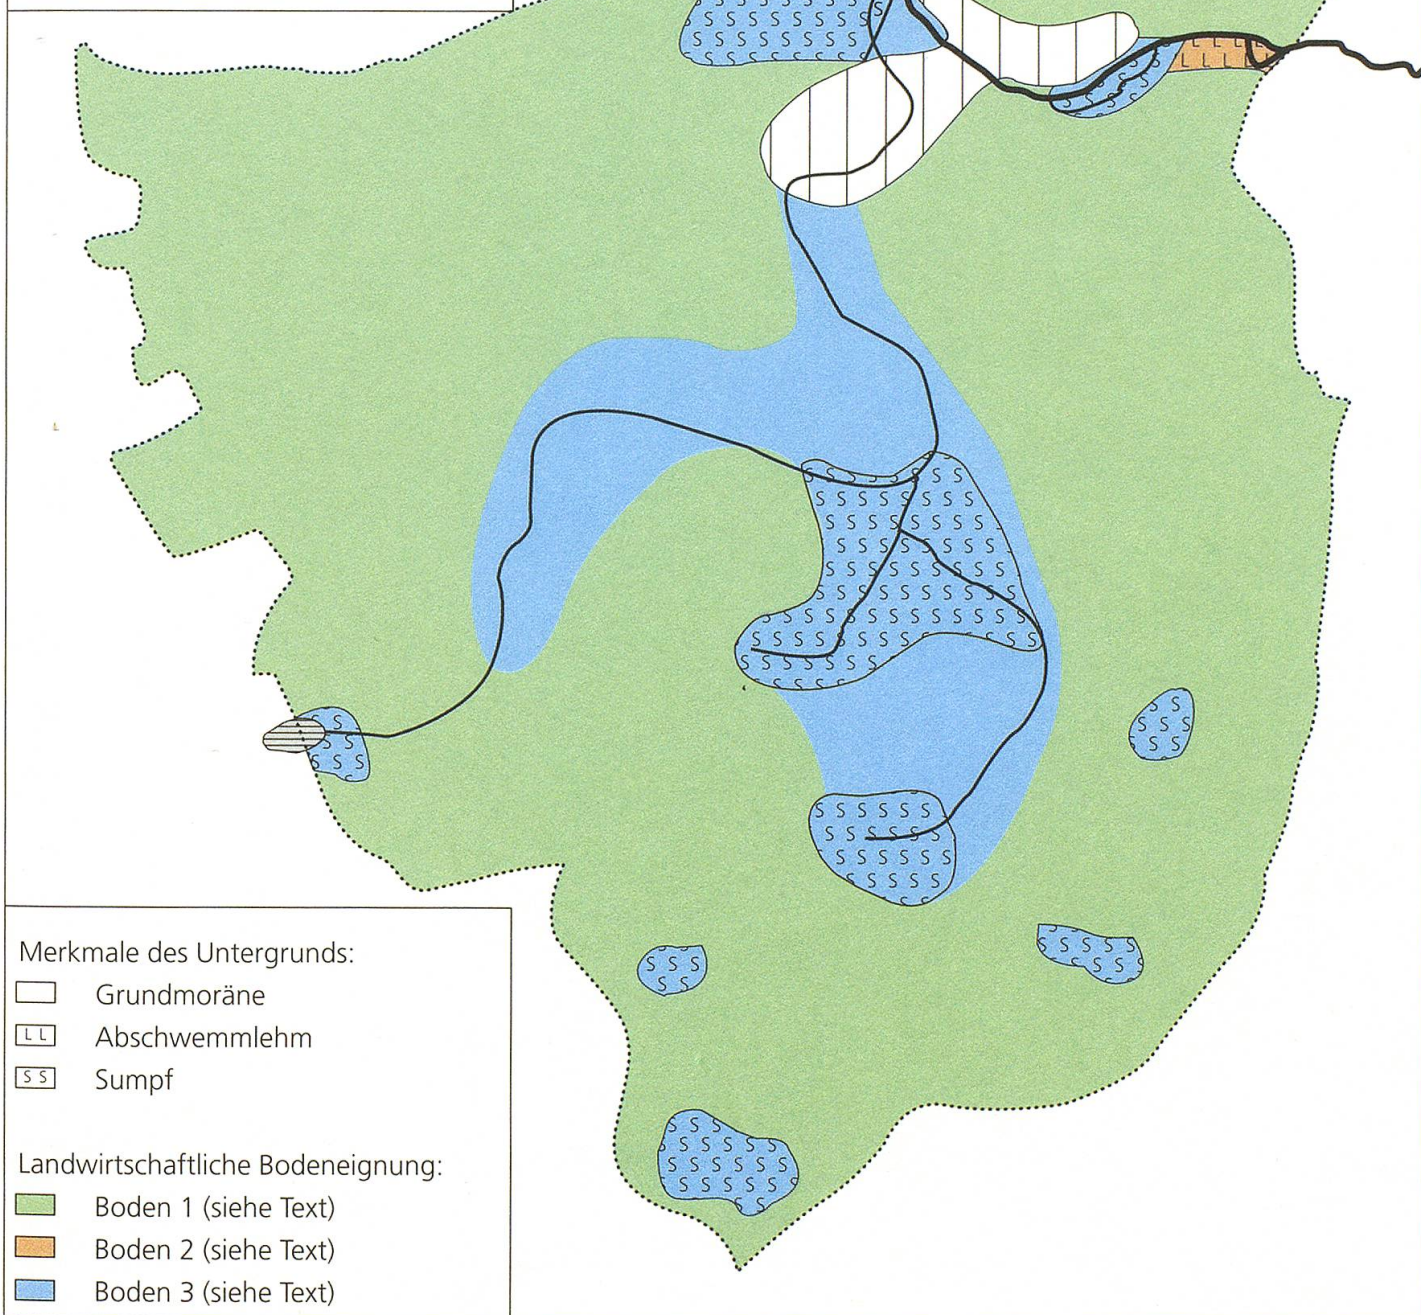 Merkmale des Untergrunds:
Grundmoräne
L L Abschwemmlehm
S S Sumpf
Landwirtschaftliche Bodeneignung:
Boden 1 (siehe Text)
Boden 2 (siehe Text)
Boden 3 (siehe Text)